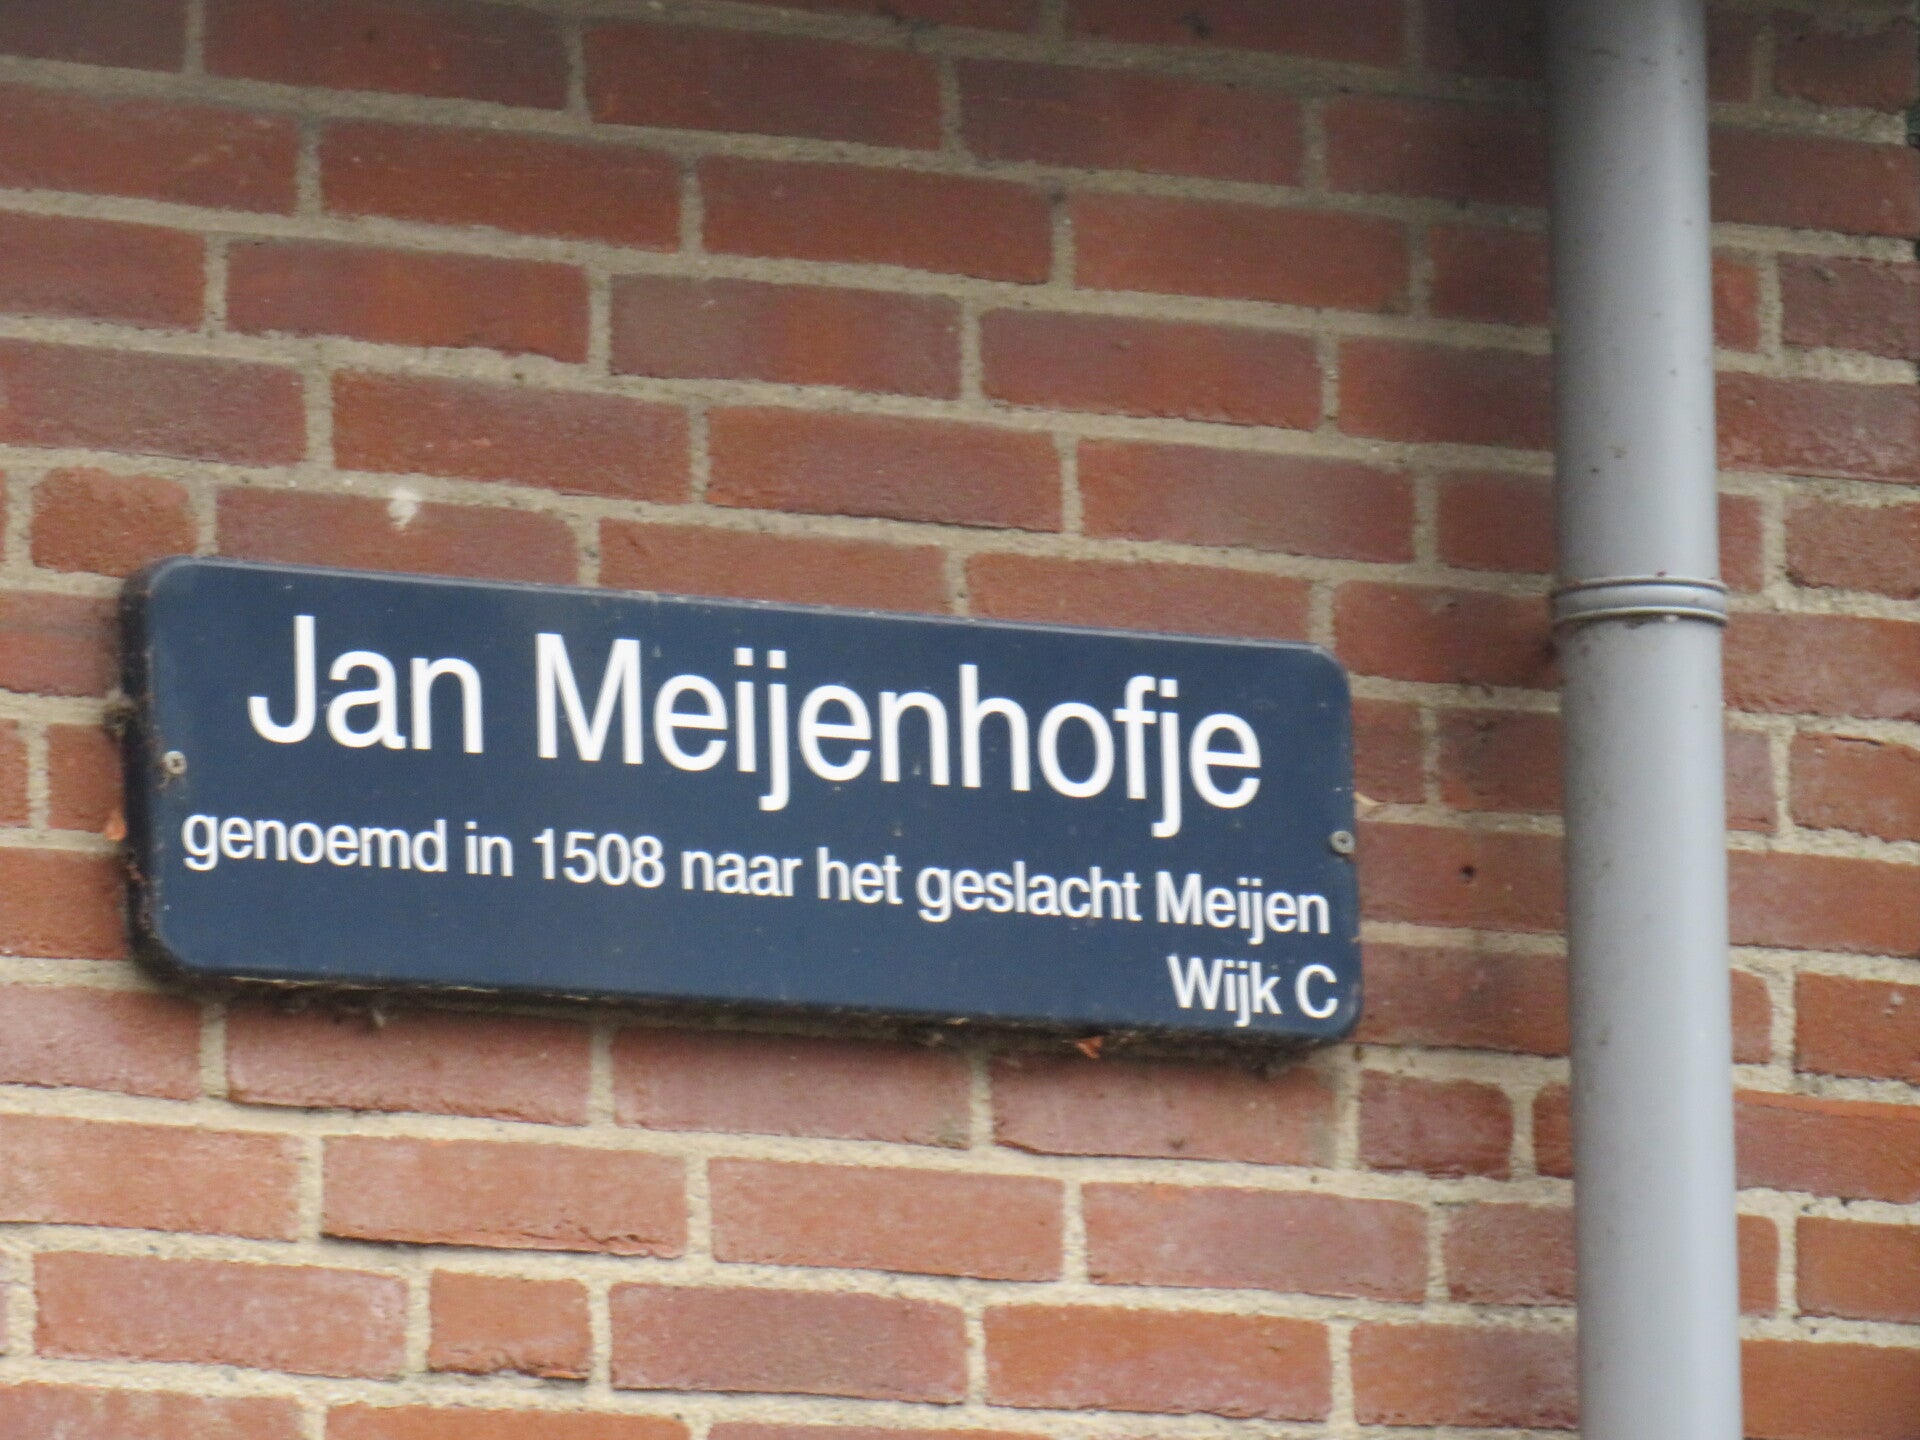 Jan Meijenhofje
genoemd in 1508 naar het geslacht Meijen
Wijk C